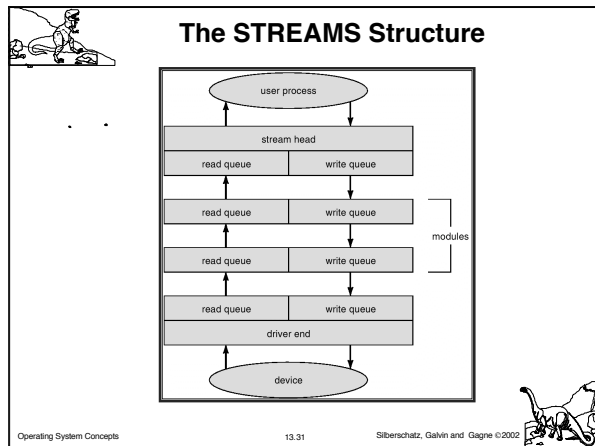 The STREAMS Structure
user process
stream head
read queue write queue
read queue write queue
modules
read queue write queue
read queue write queue
driver end
device
Operating System Concepts 13.31 Silberschatz, Galvin and Gagne ©2002